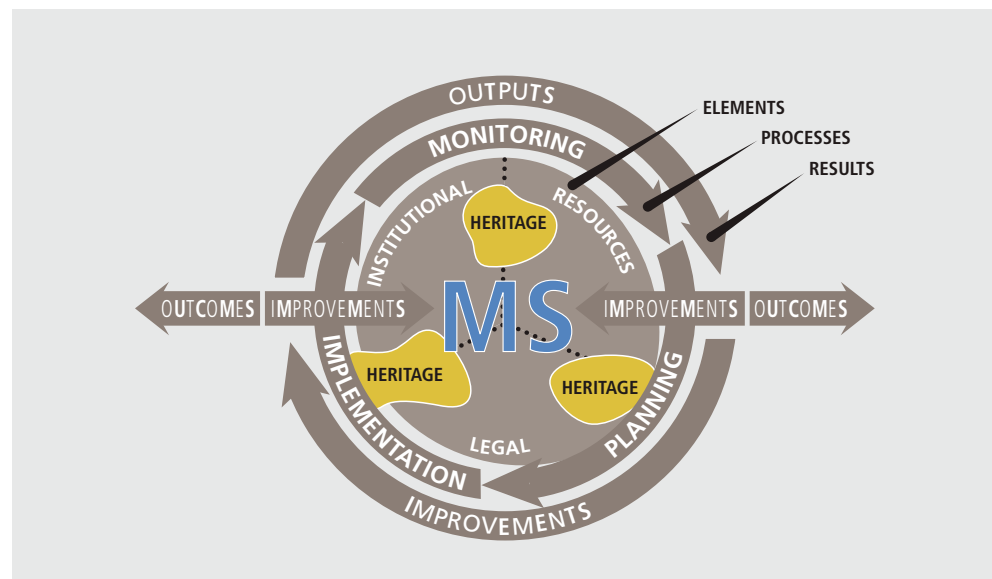 OUTPUTS
MONITORING
ELEMENTS
PROCESSES
RESULTS
INSTITUTIONAL
RESOURCES
HERITAGE
MS
OUTCOMES
IMPROVEMENTS
IMPROVEMENTS
OUTCOMES
HERITAGE
HERITAGE
IMPLEMENTATION
PLANNING
LEGAL
IMPROVEMENTS